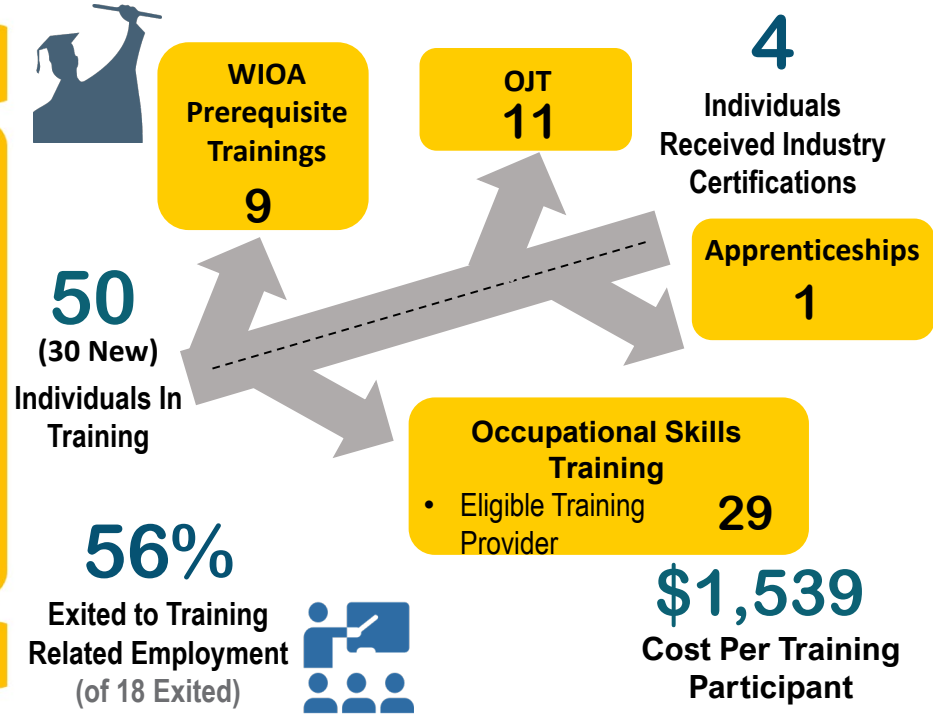 WIOA
Prerequisite
Trainings
9
OJT
11
4
Individuals
Received Industry
Certifications
Apprenticeships
1
50
(30 New)
Individuals In
Training
Occupational Skills
Training
• Eligible Training
Provider
29
56%
Exited to Training
Related Employment
(of 18 Exited)
$1,539
Cost Per Training
Participant